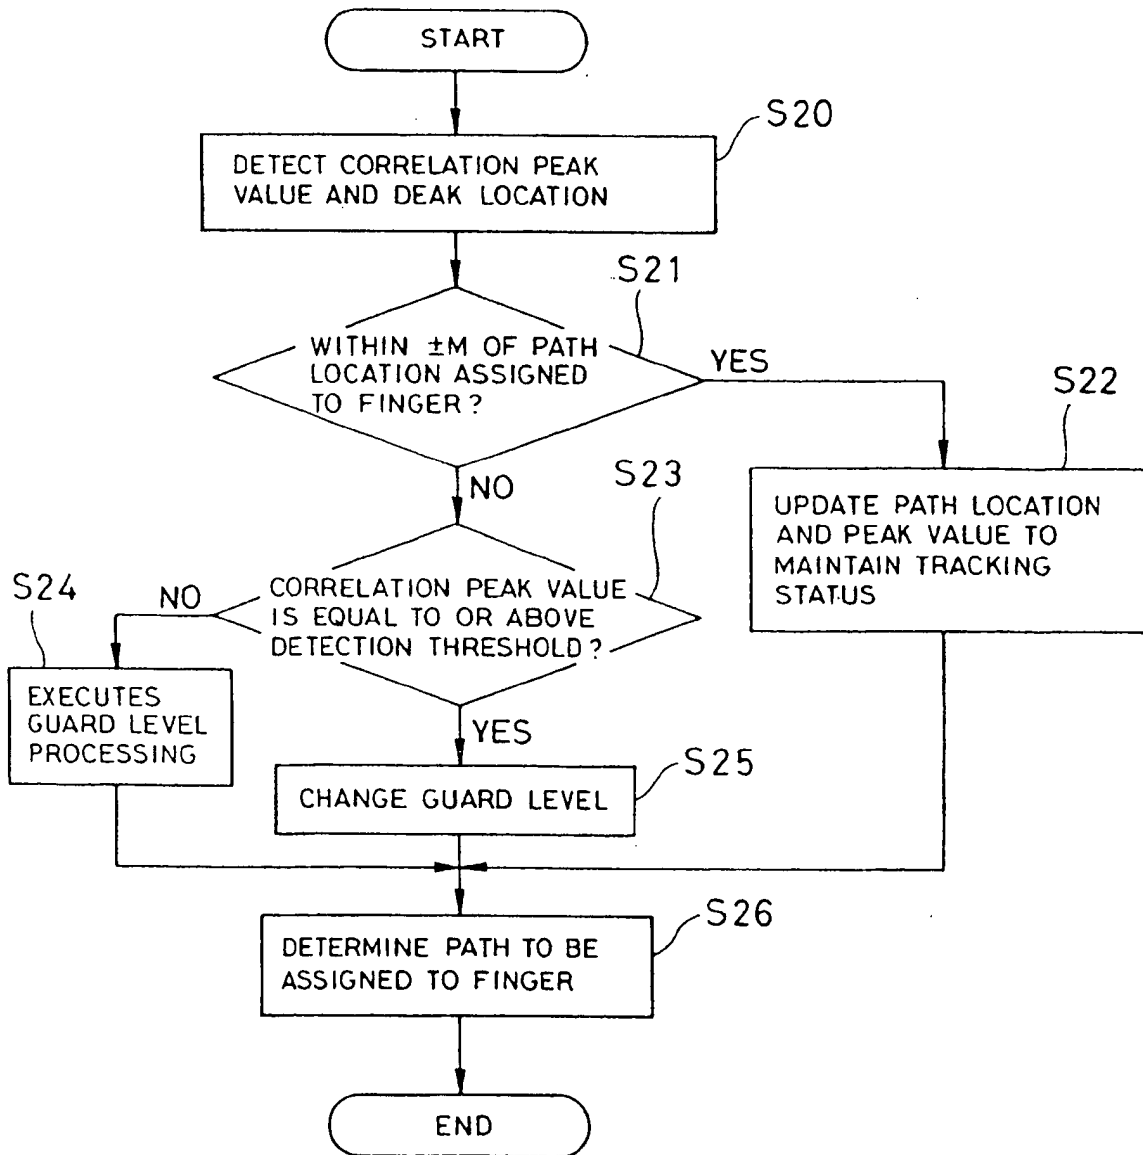 START
S20
DETECT CORRELATION PEAK
VALUE AND DEAK LOCATION
S21
WITHIN ±M OF PATH
LOCATION ASSIGNED
TO FINGER?
YES
S22
UPDATE PATH LOCATION
AND PEAK VALUE TO
MAINTAIN TRACKING
STATUS
NO
S23
CORRELATION PEAK VALUE
IS EQUAL TO OR ABOVE
DETECTION THRESHOLD?
NO
S24
EXECUTES
GUARD LEVEL
PROCESSING
YES
S25
CHANGE GUARD LEVEL
S26
DETERMINE PATH TO BE
ASSIGNED TO FINGER
END